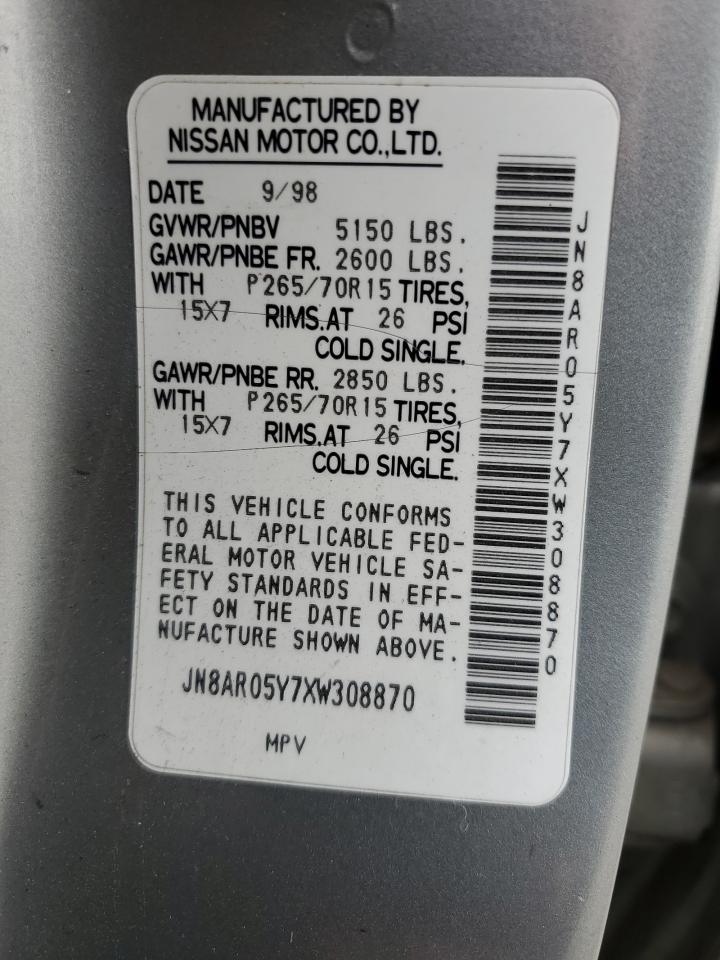 MANUFACTURED BY
NISSAN MOTOR CO.,LTD.
DATE 9/98
GVWR/PNBV 5150 LBS.
GAWR/PNBE FR. 2600 LBS.
WITH P265/70R15 TIRES,
15X7 RIMS.AT 26 PSI
COLD SINGLE.
GAWR/PNBE RR. 2850 LBS.
WITH P265/70R15 TIRES,
15X7 RIMS.AT 26 PSI
COLD SINGLE.
THIS VEHICLE CONFORMS
TO ALL APPLICABLE FED-
ERAL MOTOR VEHICLE SA-
FETY STANDARDS IN EFF-
ECT ON THE DATE OF MA-
NUFACTURE SHOWN ABOVE.
JN8AR05Y7XW308870
MPV
JN8AR05Y7XW308870